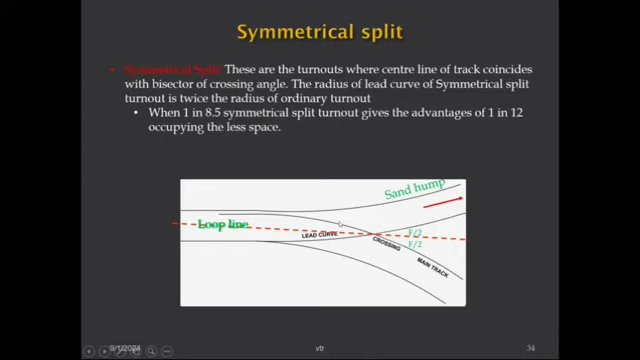 Symmetrical split
• Symmetrical Split: These are the turnouts where centre line of track coincides
with bisector of crossing angle. The radius of lead curve of Symmetrical split
turnout is twice the radius of ordinary turnout
• When 1 in 8.5 symmetrical split turnout gives the advantages of 1 in 12
occupying the less space.
Sand hump
Loop line
LEAD CURVE
F/2
CROSSING
F/2
MAIN TRACK
9/1/2024
vtr
34